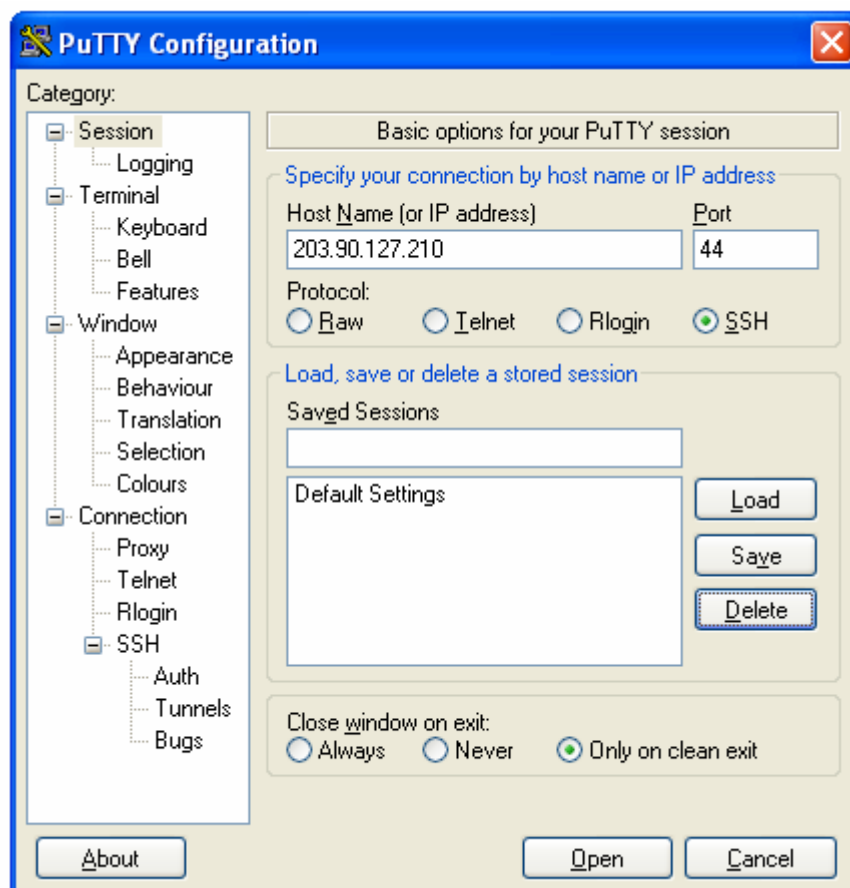 PuTTY Configuration
Category:
Session
Logging
Terminal
Keyboard
Bell
Features
Window
Appearance
Behaviour
Translation
Selection
Colours
Connection
Proxy
Telnet
Rlogin
SSH
Auth
Tunnels
Bugs
Basic options for your PuTTY session
Specify your connection by host name or IP address
Host Name (or IP address) Port
203.90.127.210 44
Protocol:
Raw Telnet Rlogin SSH
Load, save or delete a stored session
Saved Sessions
Default Settings
Load
Save
Delete
Close window on exit:
Always Never Only on clean exit
About Open Cancel